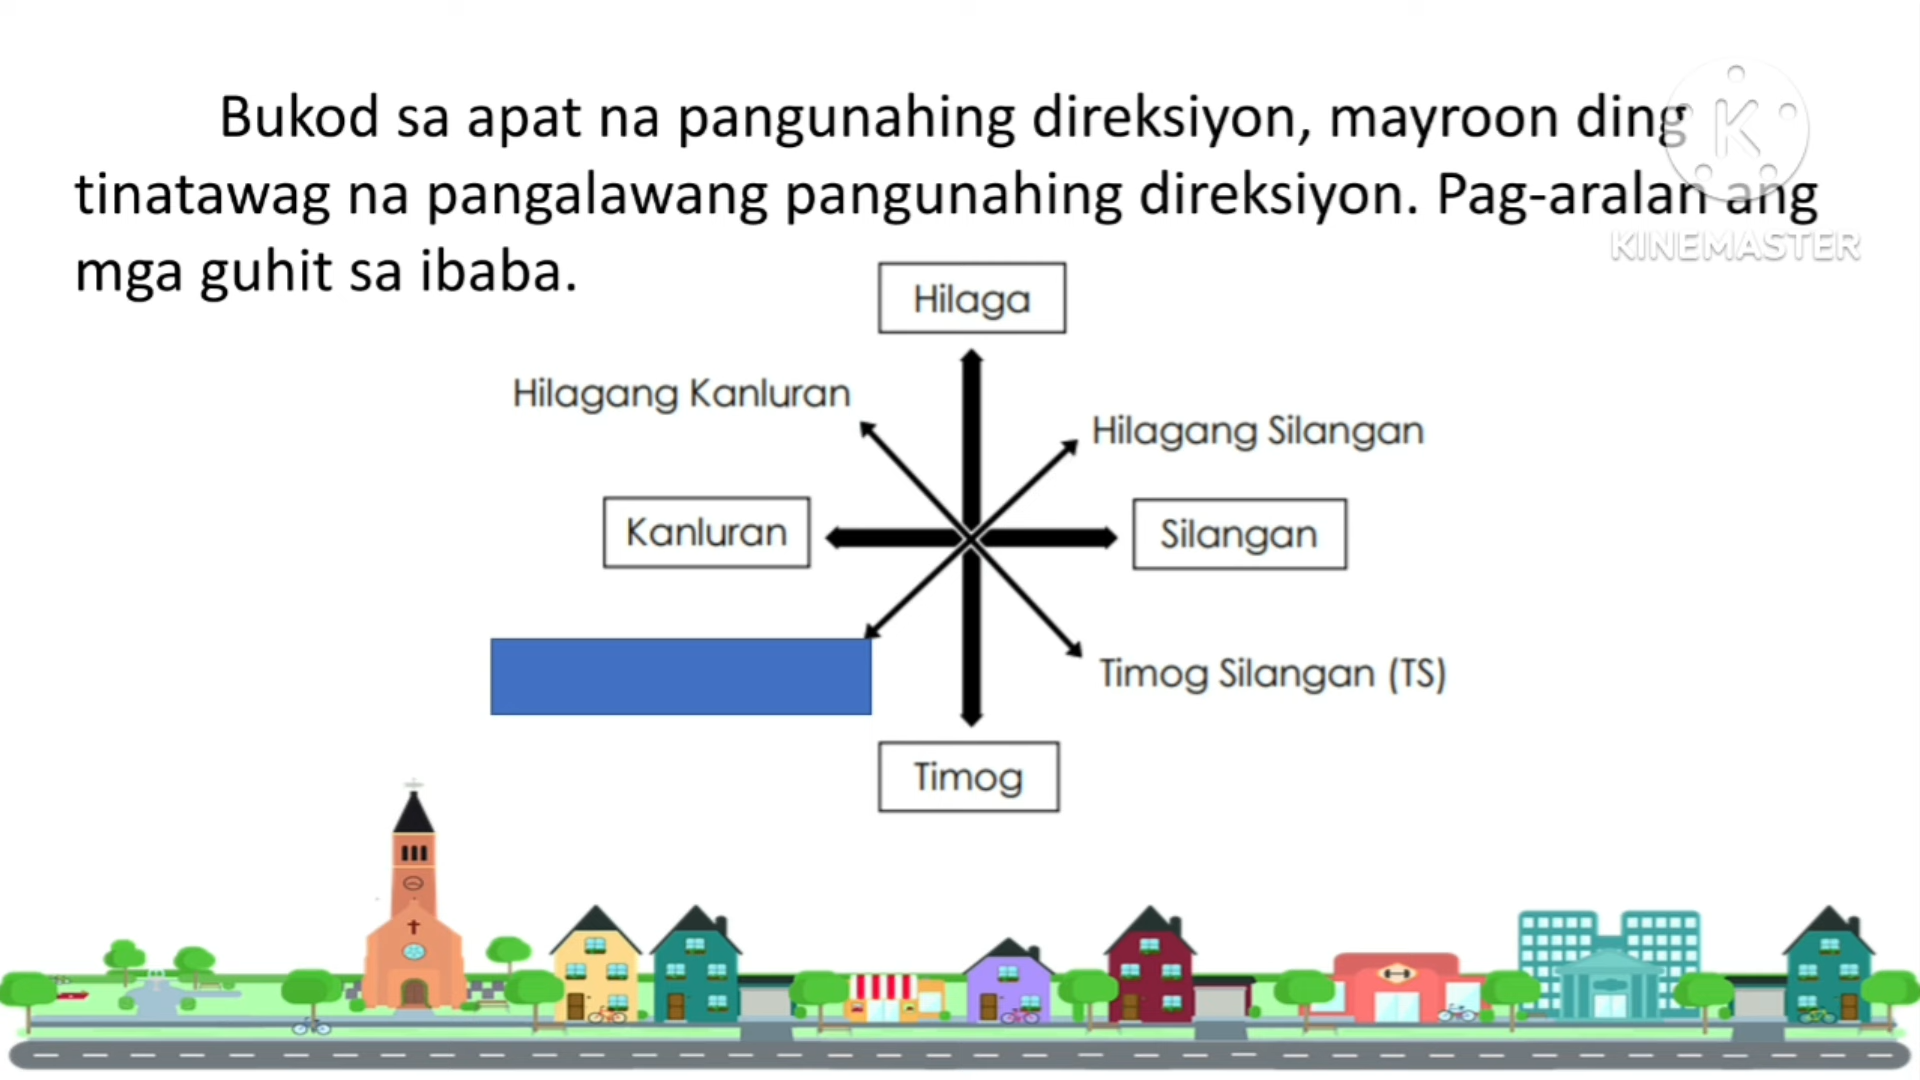 Bukod sa apat na pangunahing direksiyon, mayroon ding
tinatawag na pangalawang pangunahing direksiyon. Pag-aralan ang
mga guhit sa ibaba.
K
KINEMASTER
Hilaga
Hilagang Kanluran
Hilagang Silangan
Kanluran
Silangan
Timog Silangan (TS)
Timog